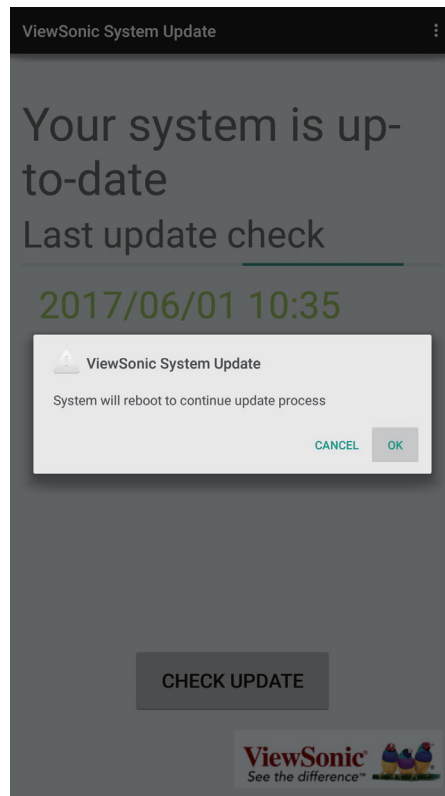 ViewSonic System Update
Your system is up-
to-date
Last update check
2017/06/01 10:35
ViewSonic System Update
System will reboot to continue update process
CANCEL OK
CHECK UPDATE
ViewSonic®
See the difference™